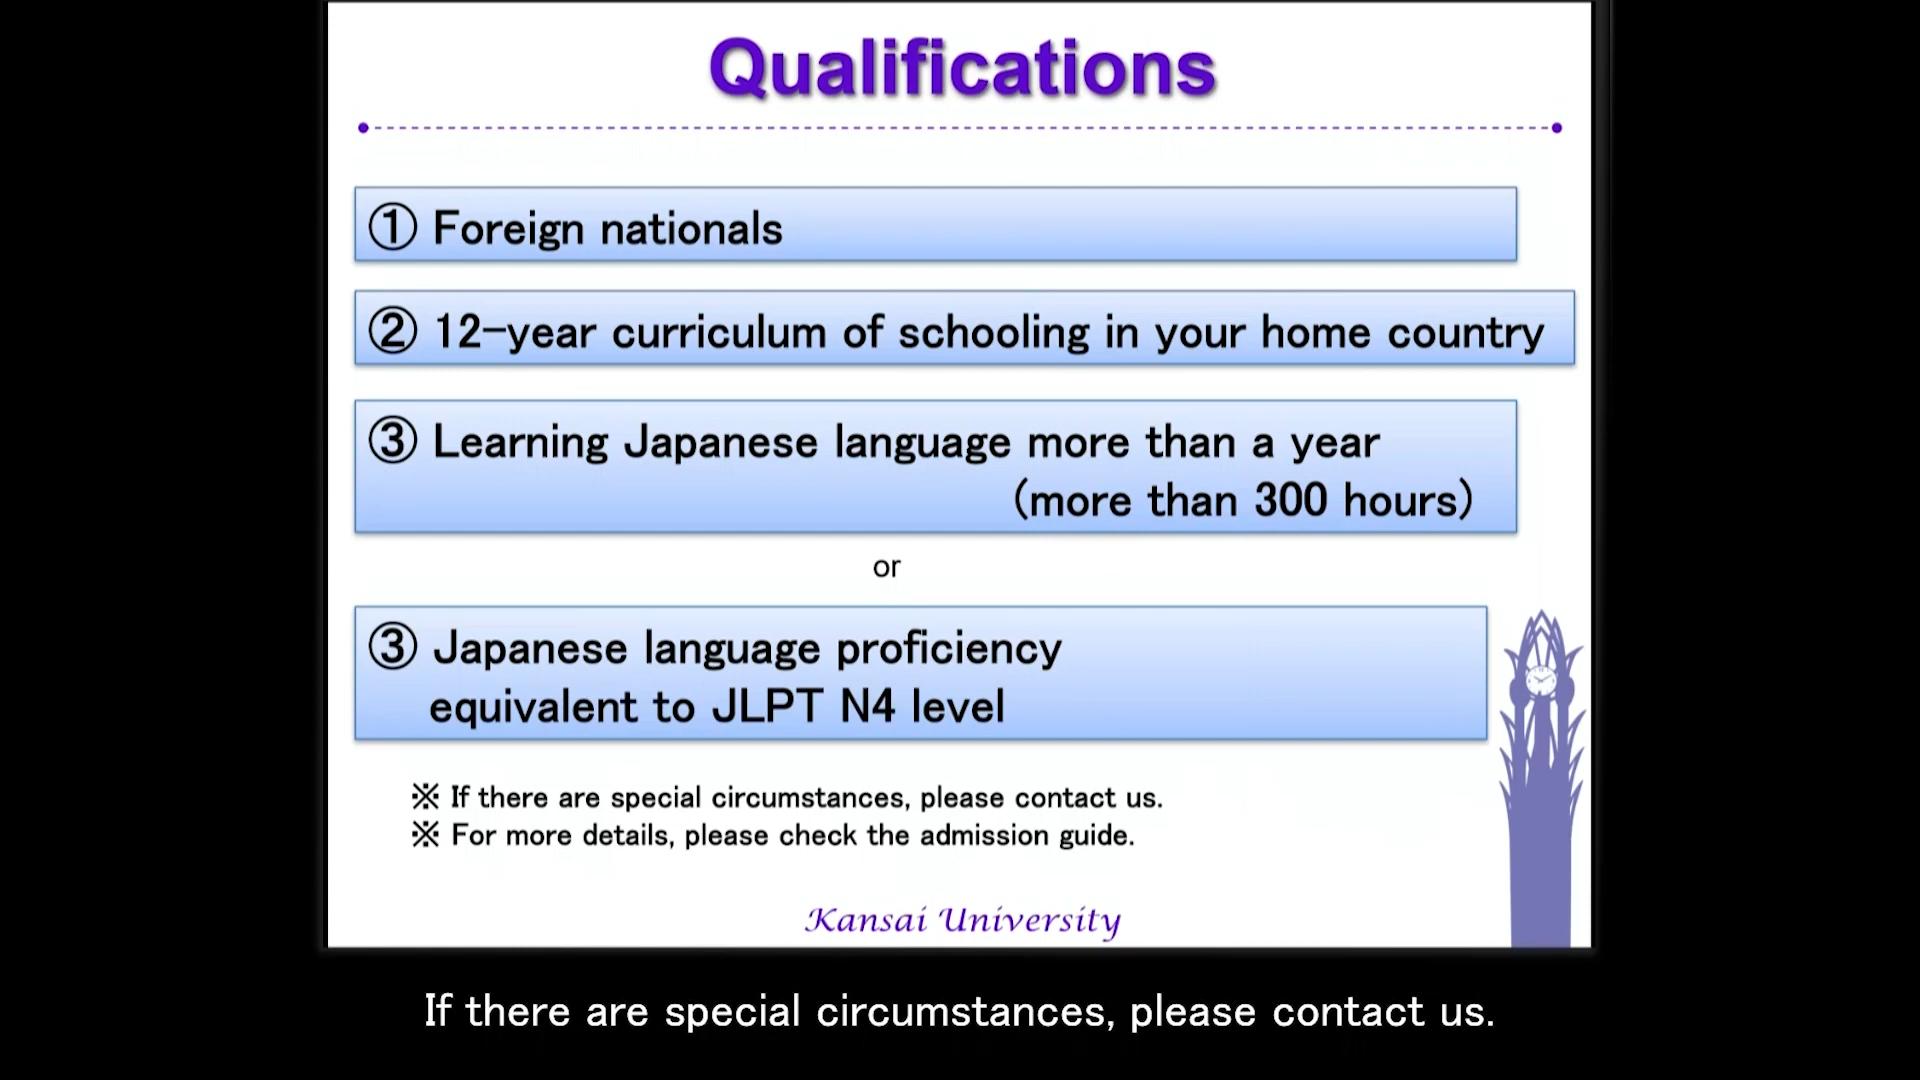 Qualifications
① Foreign nationals
② 12-year curriculum of schooling in your home country
③ Learning Japanese language more than a year
(more than 300 hours)
or
③ Japanese language proficiency
equivalent to JLPT N4 level
※ If there are special circumstances, please contact us.
※ For more details, please check the admission guide.
Kansai University
If there are special circumstances, please contact us.